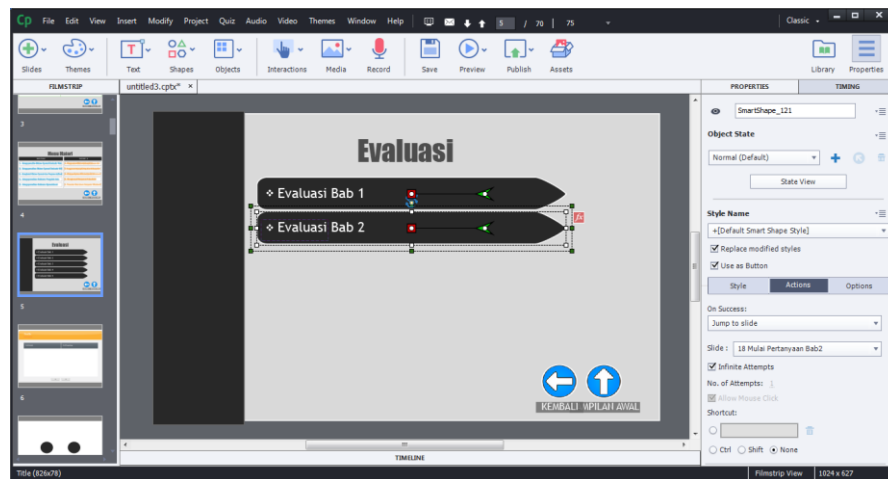 Cp File Edit View Insert Modify Project Quiz Audio Video Themes Window Help 5 / 70 75 Classic
Slides Themes Text Shapes Objects Interactions Media Record Save Preview Publish Assets Library Properties
FILMSTRIP untitled3.cptx* × PROPERTIES TIMING
SmartShape_121
3
Object State
Normal (Default)
State View
4
Style Name
+[Default Smart Shape Style]
Replace modified styles
Use as Button
Style Actions Options
5
On Success:
Jump to slide
Slide : 18 Mulai Pertanyaan Bab2
Infinite Attempts
No. of Attempts: 1
Allow Mouse Click
6
Shortcut:
Ctrl Shift None
Evaluasi
Evaluasi Bab 1
Evaluasi Bab 2
fx
KEMBALI MPILAN AWAL
TIMELINE
Title (826x78) Filmstrip View 1024 x 627